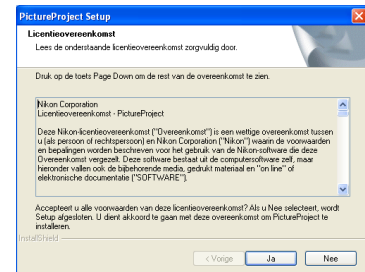 PictureProject Setup
Licentieovereenkomst
Lees de onderstaande licentieovereenkomst zorgvuldig door.
Druk op de toets Page Down om de rest van de overeenkomst te zien.
Nikon Corporation
Licentieovereenkomst - PictureProject
Deze Nikon-licentieovereenkomst ("Overeenkomst") is een wettige overeenkomst tussen
u (als persoon of rechtspersoon) en Nikon Corporation ("Nikon") waarin de voorwaarden
en bepalingen worden beschreven voor het gebruik van de Nikon-software die deze
Overeenkomst vergezelt. Deze software bestaat uit de computersoftware zelf, maar
hieronder vallen ook de bijbehorende media, gedrukt materiaal en "on line" of
elektronische documentatie ("SOFTWARE").
Accepteert u alle voorwaarden van deze licentieovereenkomst? Als u Nee selecteert, wordt
Setup afgesloten. U dient akkoord te gaan met deze overeenkomst om PictureProject te
installeren.
InstallShield
< Vorige Ja Nee